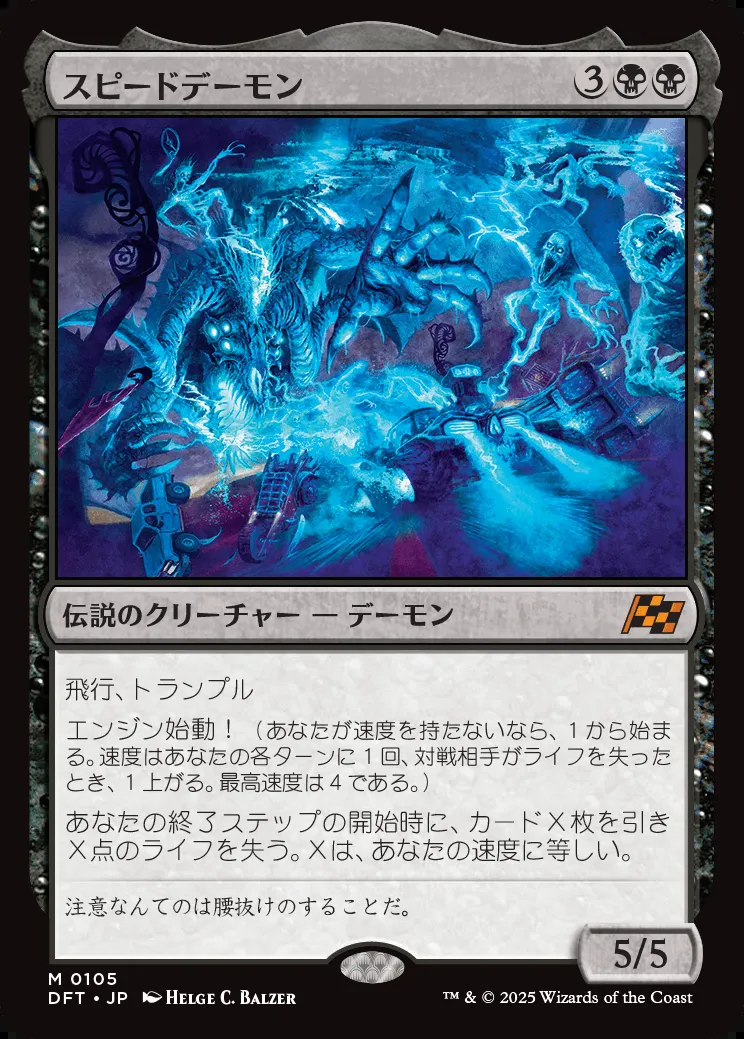 スピードデーモン 3
伝説のクリーチャー — デーモン
飛行、トランプル
エンジン始動！（あなたが速度を持たないなら、1から始ま
る。速度はあなたの各ターンに1回、対戦相手がライフを失った
とき、1上がる。最高速度は4である。）
あなたの終了ステップの開始時に、カードX枚を引き
X点のライフを失う。Xは、あなたの速度に等しい。
注意なんてのは腰抜けのすることだ。
5/5
M 0105
DFT • JP HELGE C. BALZER
™ & © 2025 Wizards of the Coast